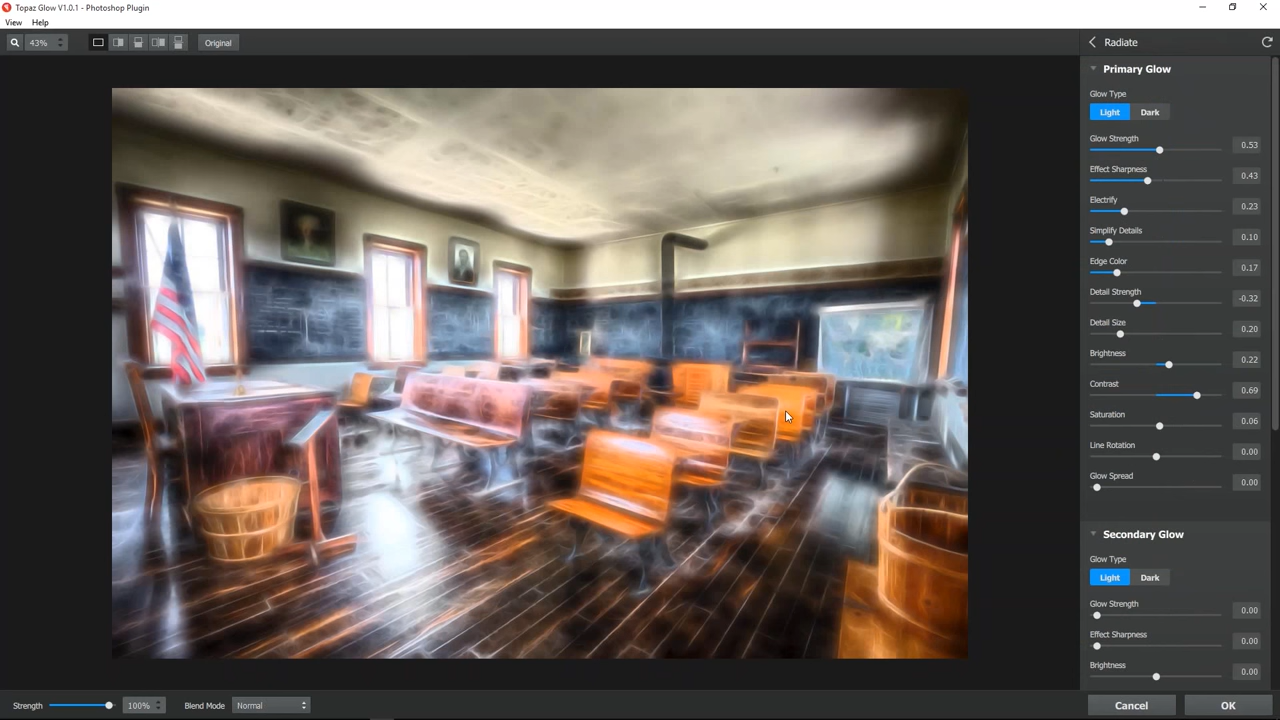 Topaz Glow V1.0.1 - Photoshop Plugin
View Help
43%
Original
Radiate
Primary Glow
Glow Type
Light Dark
Glow Strength
0.53
Effect Sharpness
0.43
Electrify
0.23
Simplify Details
0.10
Edge Color
0.17
Detail Strength
-0.32
Detail Size
0.20
Brightness
0.22
Contrast
0.69
Saturation
0.06
Line Rotation
0.00
Glow Spread
0.00
Secondary Glow
Glow Type
Light Dark
Glow Strength
0.00
Effect Sharpness
0.00
Brightness
0.00
Strength 100% Blend Mode Normal
Cancel OK